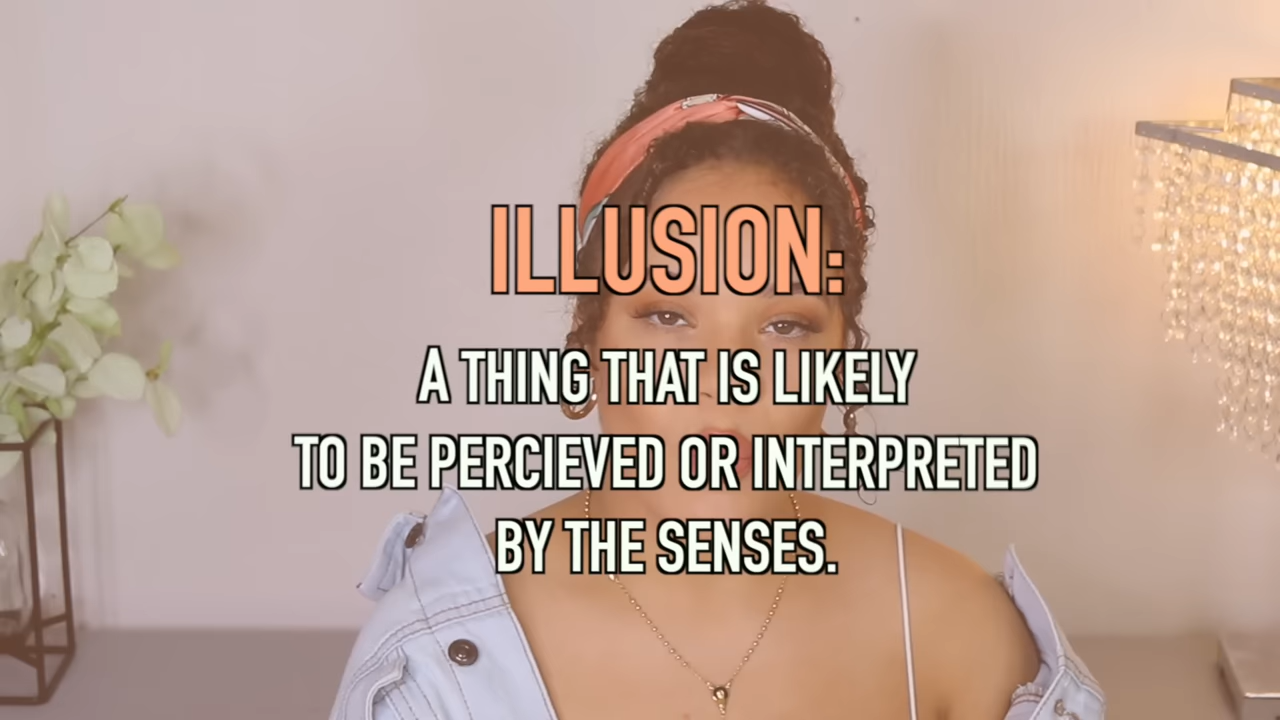 ILLUSION:
A THING THAT IS LIKELY
TO BE PERCIEVED OR INTERPRETED
BY THE SENSES.